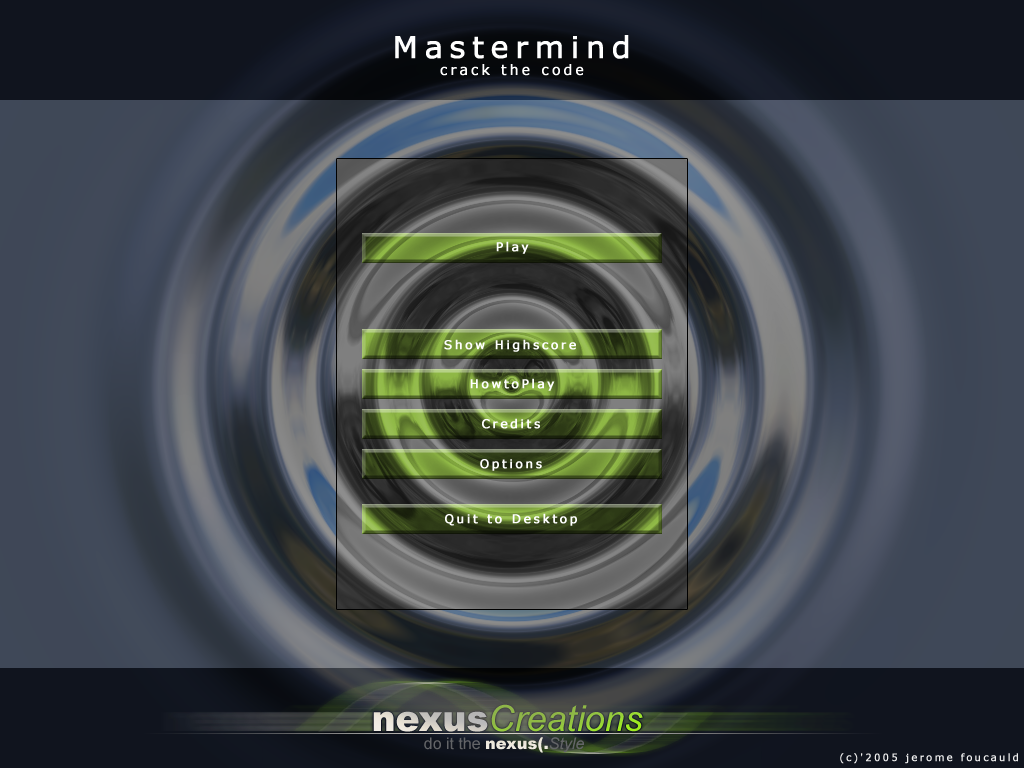 Mastermind
crack the code
Play
Show Highscore
HowtoPlay
Credits
Options
Quit to Desktop
nexusCreations
do it the nexus(.Style
(c)'2005 jerome foucauld